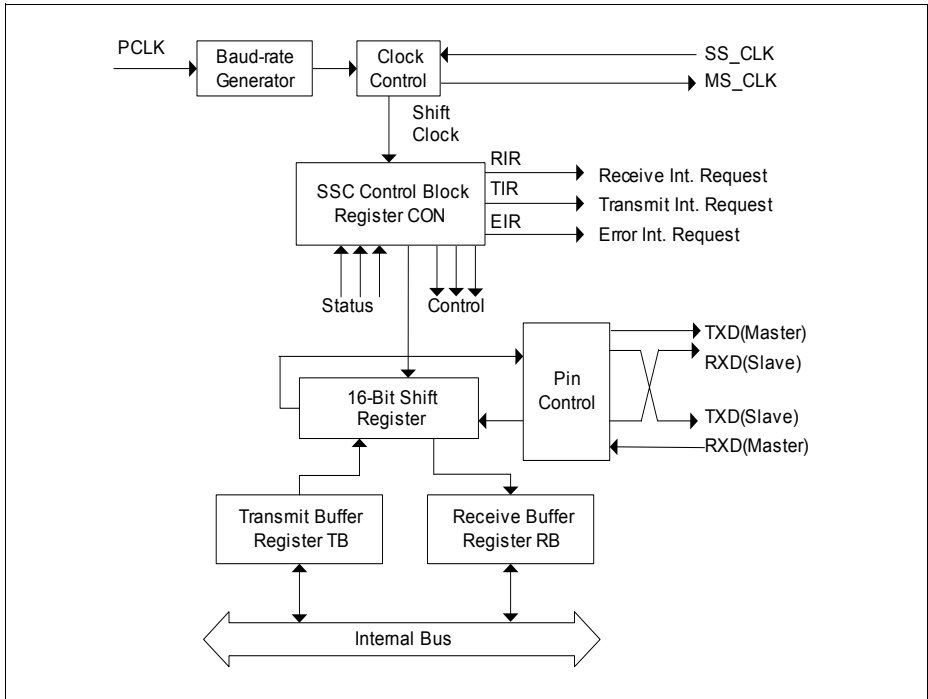 PCLK
Baud-rate
Generator
Clock
Control
SS_CLK
MS_CLK
Shift
Clock
SSC Control Block
Register CON
RIR
Receive Int. Request
TIR
Transmit Int. Request
EIR
Error Int. Request
Status
Control
TXD(Master)
RXD(Slave)
Pin
Control
16-Bit Shift
Register
TXD(Slave)
RXD(Master)
Transmit Buffer
Register TB
Receive Buffer
Register RB
Internal Bus